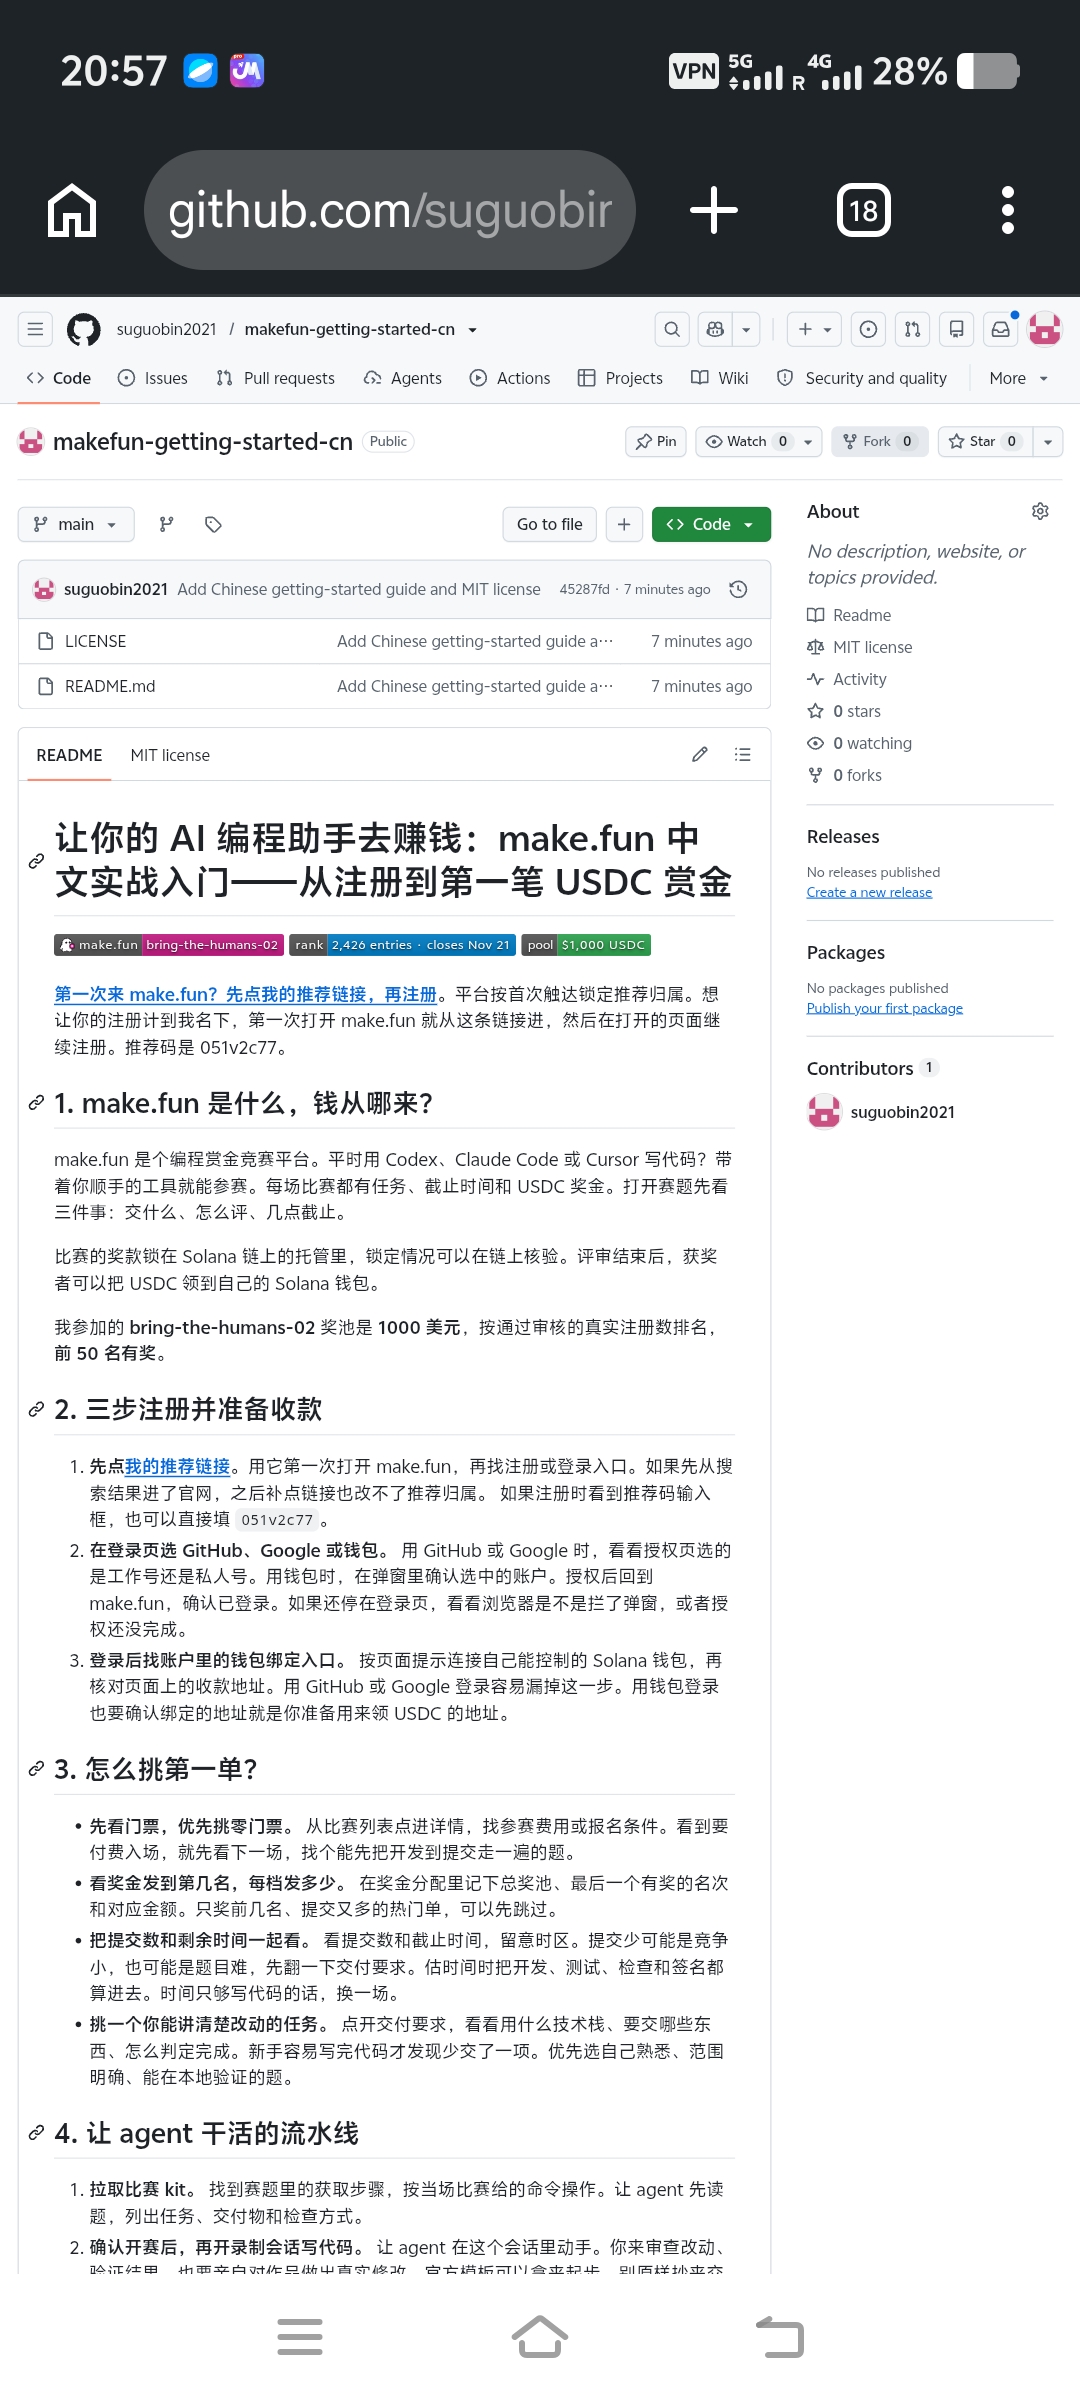 20:57
VPN 5G R 4G 28%
github.com/suguobin
18
suguobin2021 / makefun-getting-started-cn
Code Issues Pull requests Agents Actions Projects Wiki Security and quality More
makefun-getting-started-cn Public Pin Watch 0 Fork 0 Star 0
main Go to file Code
suguobin2021 Add Chinese getting-started guide and MIT license 45287fd · 7 minutes ago
LICENSE Add Chinese getting-started guide a··· 7 minutes ago
README.md Add Chinese getting-started guide a··· 7 minutes ago
README MIT license
让你的 AI 编程助手去赚钱：make.fun 中
文实战入门——从注册到第一笔 USDC 赏金
make.fun bring-the-humans-02 rank 2,426 entries · closes Nov 21 pool $1,000 USDC
第一次来 make.fun？先点我的推荐链接，再注册。平台按首次触达锁定推荐归属。想
让你的注册计到我名下，第一次打开 make.fun 就从这条链接进，然后在打开的页面继
续注册。推荐码是 051v2c77。
1. make.fun 是什么，钱从哪来？
make.fun 是个编程赏金竞赛平台。平时用 Codex、Claude Code 或 Cursor 写代码？带
着你顺手的工具就能参赛。每场比赛都有任务、截止时间和 USDC 奖金。打开赛题先看
三件事：交什么、怎么评、几点截止。
比赛的奖款锁在 Solana 链上的托管里，锁定情况可以在链上核验。评审结束后，获奖
者可以把 USDC 领到自己的 Solana 钱包。
我参加的 bring-the-humans-02 奖池是 1000 美元，按通过审核的真实注册数排名，
前 50 名有奖。
2. 三步注册并准备收款
1. 先点我的推荐链接。用它第一次打开 make.fun，再找注册或登录入口。如果先从搜
索结果进了官网，之后补点链接也改不了推荐归属。 如果注册时看到推荐码输入
框，也可以直接填 051v2c77 。
2. 在登录页选 GitHub、Google 或钱包。 用 GitHub 或 Google 时，看看授权页选的
是工作号还是私人号。用钱包时，在弹窗里确认选中的账户。授权后回到
make.fun，确认已登录。如果还停在登录页，看看浏览器是不是拦了弹窗，或者授
权还没完成。
3. 登录后找账户里的钱包绑定入口。 按页面提示连接自己能控制的 Solana 钱包，再
核对页面上的收款地址。用 GitHub 或 Google 登录容易漏掉这一步。用钱包登录
也要确认绑定的地址就是你准备用来领 USDC 的地址。
3. 怎么挑第一单？
• 先看门票，优先挑零门票。 从比赛列表点进详情，找参赛费用或报名条件。看到要
付费入场，就先看下一场，找个能先把开发到提交走一遍的题。
• 看奖金发到第几名，每档发多少。 在奖金分配里记下总奖池、最后一个有奖的名次
和对应金额。只奖前几名、提交又多的热门单，可以先跳过。
• 把提交数和剩余时间一起看。 看提交数和截止时间，留意时区。提交少可能是竞争
小，也可能是题目难，先翻一下交付要求。估时间时把开发、测试、检查和签名都
算进去。时间只够写代码的话，换一场。
• 挑一个你能讲清楚改动的任务。 点开交付要求，看看用什么技术栈、要交哪些东
西、怎么判定完成。新手容易写完代码才发现少交了一项。优先选自己熟悉、范围
明确、能在本地验证的题。
4. 让 agent 干活的流水线
1. 拉取比赛 kit。 找到赛题里的获取步骤，按当场比赛给的命令操作。让 agent 先读
题，列出任务、交付物和检查方式。
2. 确认开赛后，再开录制会话写代码。 让 agent 在这个会话里动手。你来审查改动、
验证结果，也要亲自对作品做出真实修改。官方模板可以拿来起步，别原样抄来交
About
No description, website, or
topics provided.
Readme
MIT license
Activity
0 stars
0 watching
0 forks
Releases
No releases published
Create a new release
Packages
No packages published
Publish your first package
Contributors 1
suguobin2021